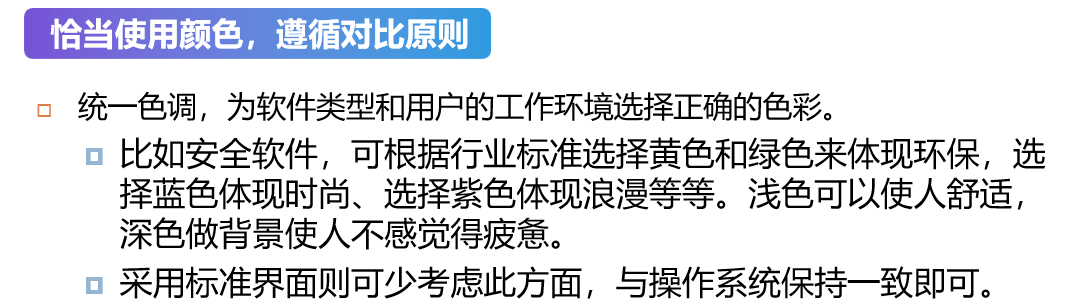 恰当使用颜色，遵循对比原则
统一色调，为软件类型和用户的工作环境选择正确的色彩。
比如安全软件，可根据行业标准选择黄色和绿色来体现环保，选
择蓝色体现时尚、选择紫色体现浪漫等等。浅色可以使人舒适，
深色做背景使人不感觉得疲惫。
采用标准界面则可少考虑此方面，与操作系统保持一致即可。